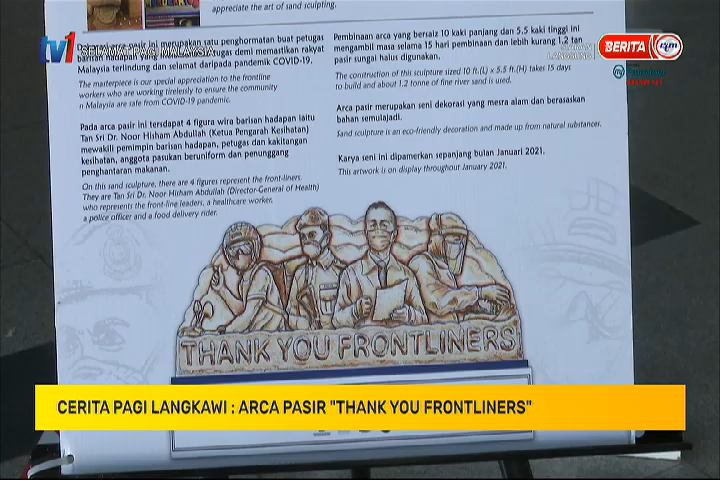 appreciate the art of sand sculpting.
tv1
SELAMAT PAGI MALAYSIA
BERITA rtm
LANGKAWI
merupakan satu penghormatan buat petugas
barisan hadapan yang
tugas demi memastikan rakyat
Malaysia terlindung dan selamat daripada pandemik COVID-19.
The masterpiece is our special appreciation to the frontline
workers who are working tirelessly to ensure the community
n Malaysia are safe from COVID-19 pandemic.
Pada arca pasir ini terdapat 4 figura wira barisan hadapan iaitu
Tan Sri Dr. Noor Hisham Abdullah (Ketua Pengarah Kesihatan)
mewakili pemimpin barisan hadapan, petugas dan kakitangan
kesihatan, anggota pasukan beruniform dan penunggang
penghantaran makanan.
On this sand sculpture, there are 4 figures represent the front-liners.
They are Tan Sri Dr. Noor Hisham Abdullah (Director-General of Health)
who represents the front-line leaders, a healthcare worker,
a police officer and a food delivery rider.
Pembinaan arca yang bersaiz 10 kaki panjang dan 5.5 kaki tinggi ini
mengambil masa selama 15 hari pembinaan dan lebih kurang 1.2 tan
pasir sungai halus digunakan.
The construction of this sculpture sized 10 ft.(L) x 5.5 ft.(H) takes 15 days
to build and about 1.2 tonne of fine river sand is used.
Arca pasir merupakan seni dekorasi yang mesra alam dan berasaskan
bahan semulajadi.
Sand sculpture is an eco-friendly decoration and made up from natural substances.
Karya seni ini dipamerkan sepanjang bulan Januari 2021.
This artwork is on display throughout January 2021.
THANK YOU FRONTLINERS
CERITA PAGI LANGKAWI : ARCA PASIR "THANK YOU FRONTLINERS"